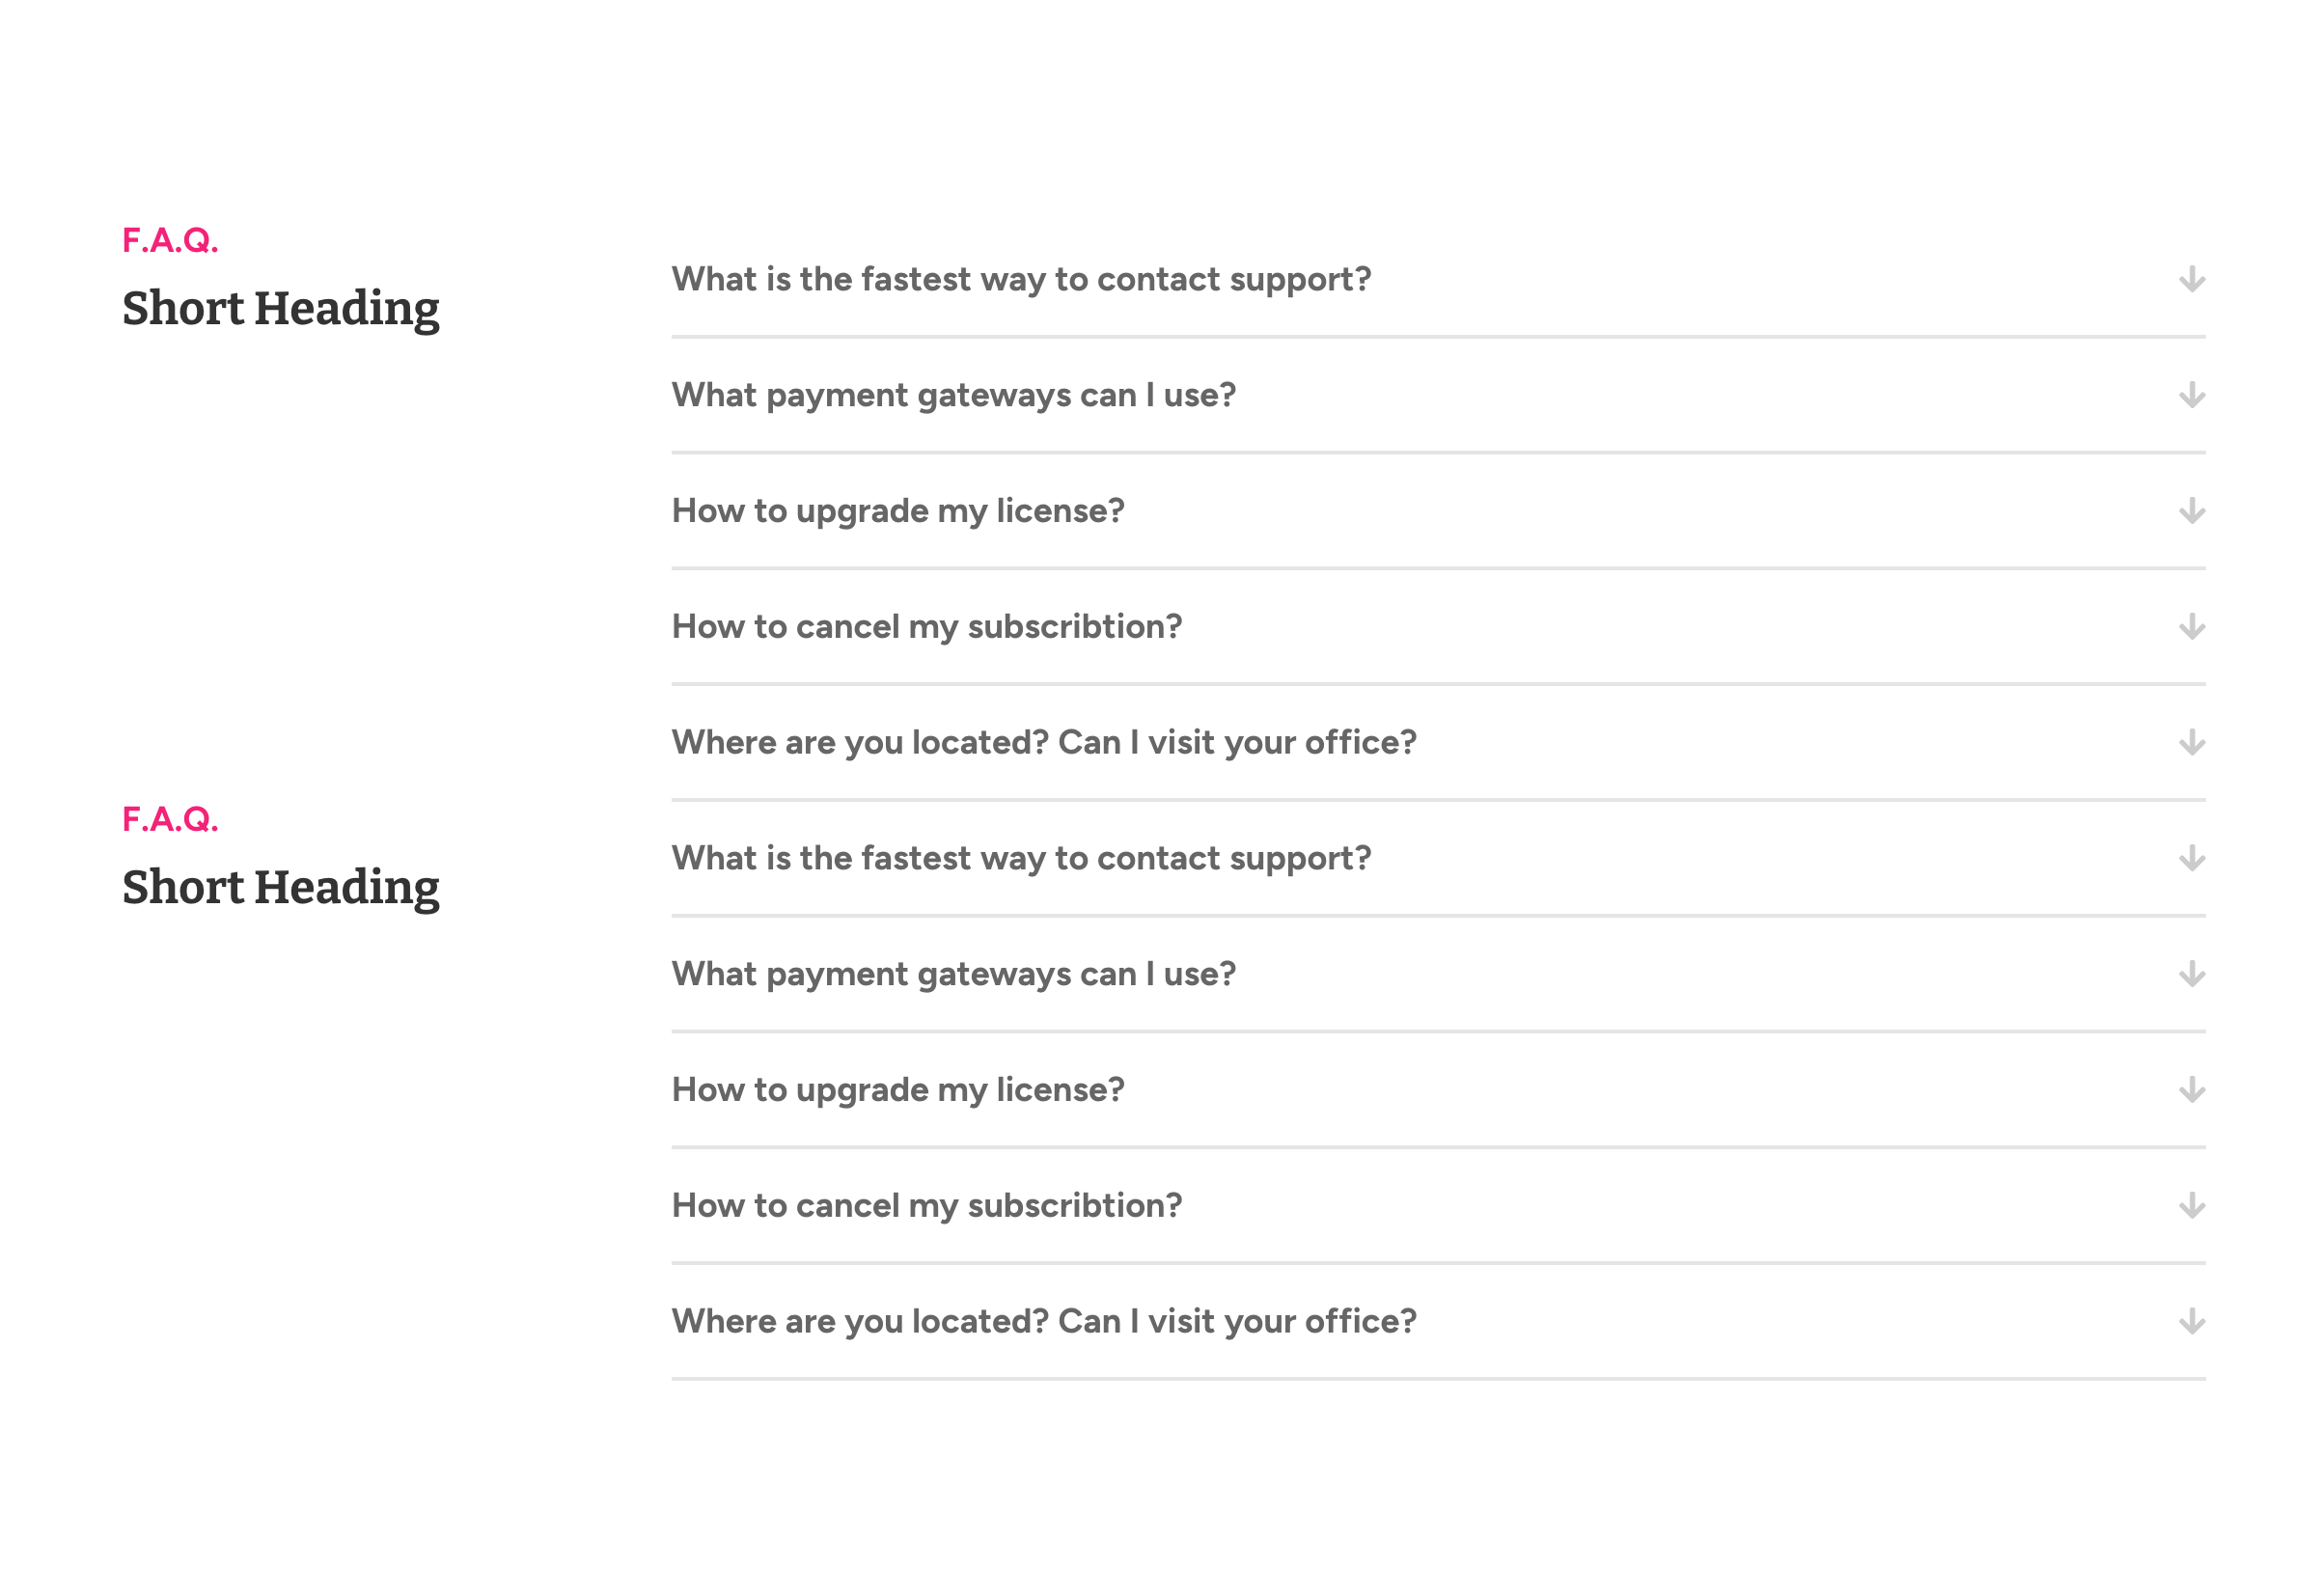 F.A.Q.
Short Heading
What is the fastest way to contact support?
What payment gateways can I use?
How to upgrade my license?
How to cancel my subscribtion?
Where are you located? Can I visit your office?
F.A.Q.
Short Heading
What is the fastest way to contact support?
What payment gateways can I use?
How to upgrade my license?
How to cancel my subscribtion?
Where are you located? Can I visit your office?